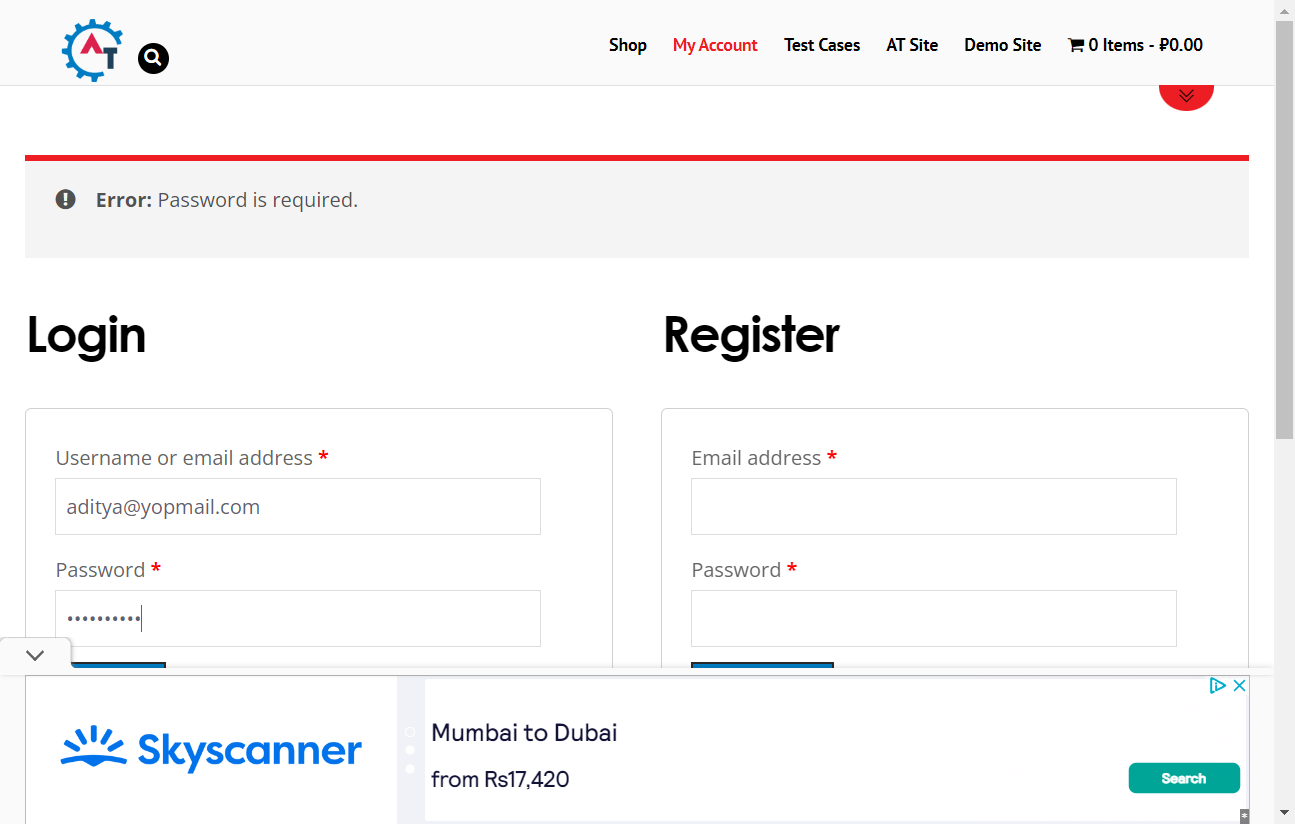 AT
Shop
My Account
Test Cases
AT Site
Demo Site
0 Items - ₽0.00
Error: Password is required.
Login
Register
Username or email address *
aditya@yopmail.com
Password *
••••••••••
Email address *
Password *
Skyscanner
Mumbai to Dubai
from Rs17,420
Search